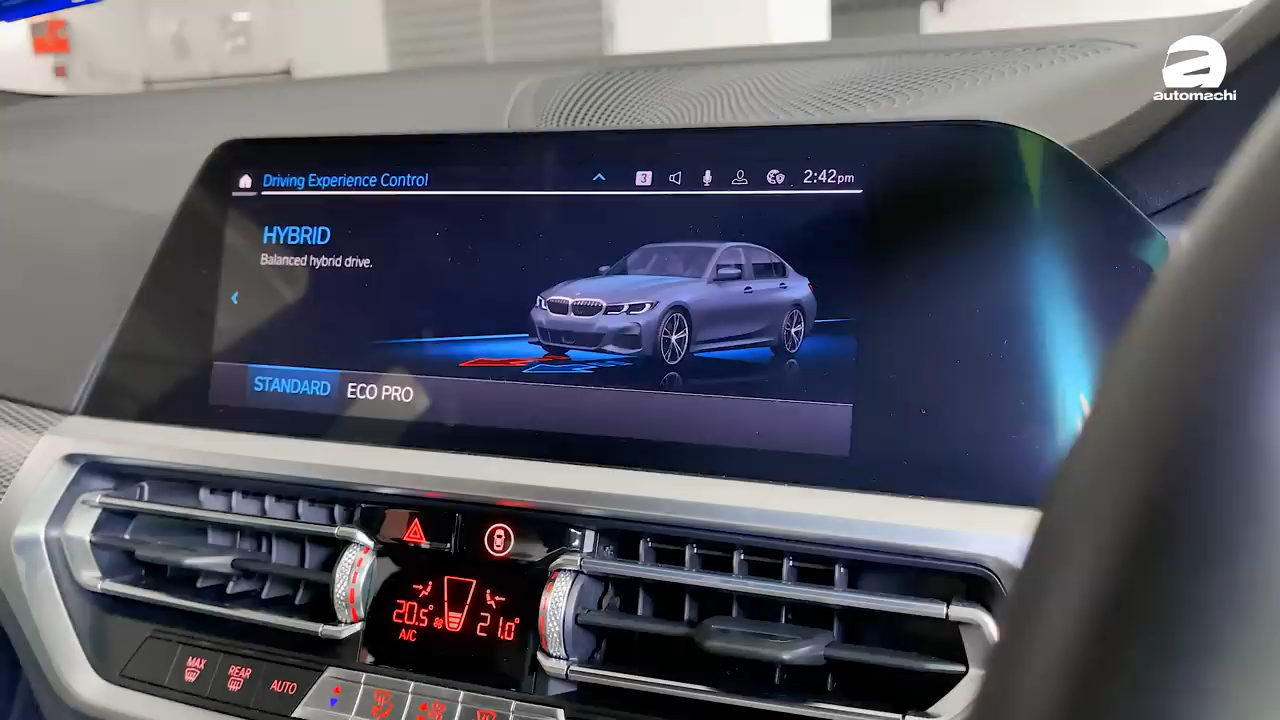 automachi
Driving Experience Control
3
2:42pm
HYBRID
Balanced hybrid drive.
STANDARD ECO PRO
20.5°
21.0°
A/C
MAX
REAR
AUTO